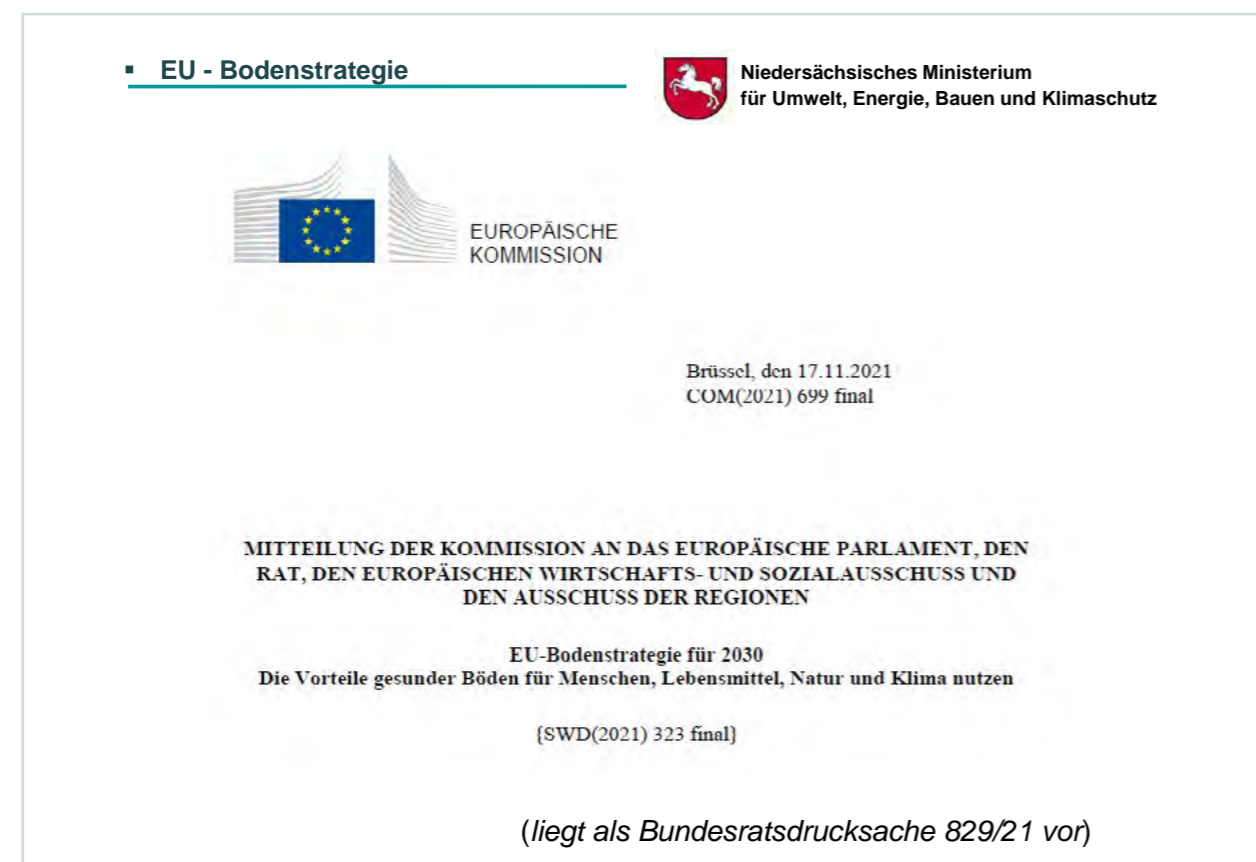 ▪ EU - Bodenstrategie
Niedersächsisches Ministerium
für Umwelt, Energie, Bauen und Klimaschutz
EUROPÄISCHE
KOMMISSION
Brüssel, den 17.11.2021
COM(2021) 699 final
MITTEILUNG DER KOMMISSION AN DAS EUROPÄISCHE PARLAMENT, DEN
RAT, DEN EUROPÄISCHEN WIRTSCHAFTS- UND SOZIALAUSSCHUSS UND
DEN AUSSCHUSS DER REGIONEN
EU-Bodenstrategie für 2030
Die Vorteile gesunder Böden für Menschen, Lebensmittel, Natur und Klima nutzen
{SWD(2021) 323 final}
(liegt als Bundesratsdrucksache 829/21 vor)